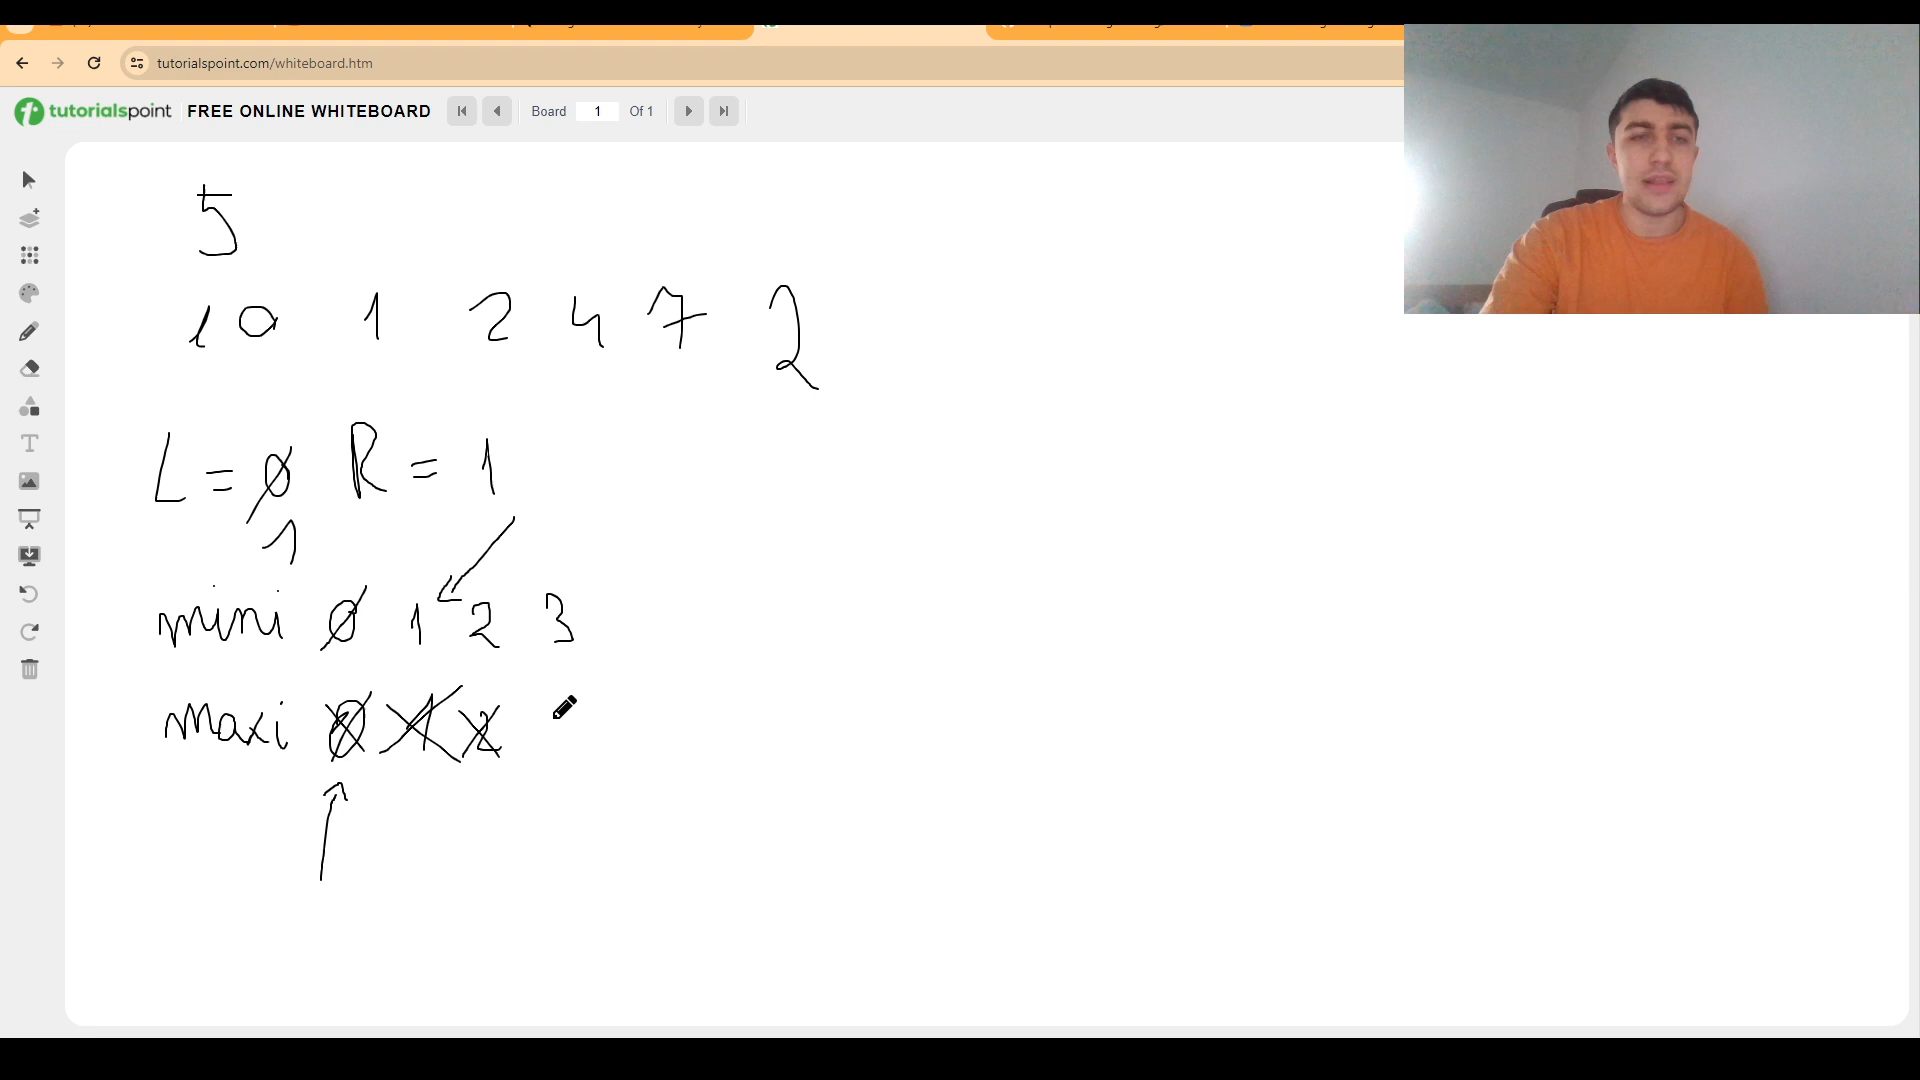 tutorialspoint.com/whiteboard.htm
tutorialspoint FREE ONLINE WHITEBOARD Board 1 Of 1
5
10 1 2 4 7 2
L = 0 R = 1
1
mini 0 1 2 3
maxi 0 1 2